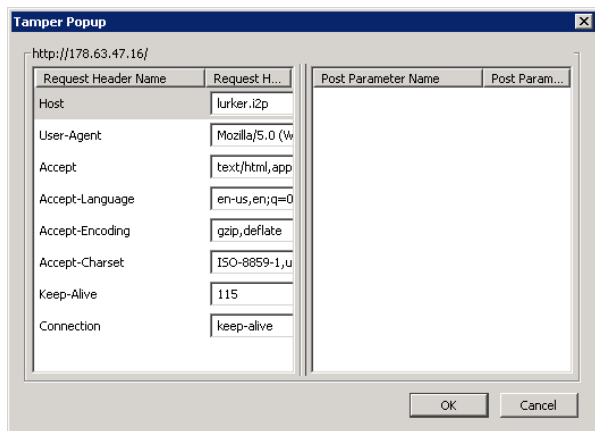 Tamper Popup
http://178.63.47.16/
Request Header Name Request H... Post Parameter Name Post Param...
Host lurker.i2p
User-Agent Mozilla/5.0 (W
Accept text/html,app
Accept-Language en-us,en;q=0
Accept-Encoding gzip,deflate
Accept-Charset ISO-8859-1,u
Keep-Alive 115
Connection keep-alive
OK Cancel